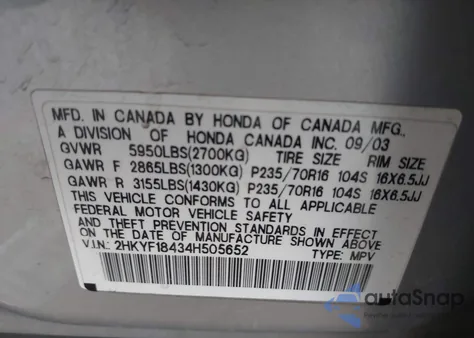 MFD. IN CANADA BY HONDA OF CANADA MFG.,
A DIVISION OF HONDA CANADA INC. 09/03
GVWR 5950LBS(2700KG) TIRE SIZE RIM SIZE
GAWR F 2865LBS(1300KG) P235/70R16 104S 16X6.5JJ
GAWR R 3155LBS(1430KG) P235/70R16 104S 16X6.5JJ
THIS VEHICLE CONFORMS TO ALL APPLICABLE
FEDERAL MOTOR VEHICLE SAFETY
AND THEFT PREVENTION STANDARDS IN EFFECT
ON THE DATE OF MANUFACTURE SHOWN ABOVE.
V.I.N.: 2HKYF18434H505652 TYPE: MPV
autoSnap